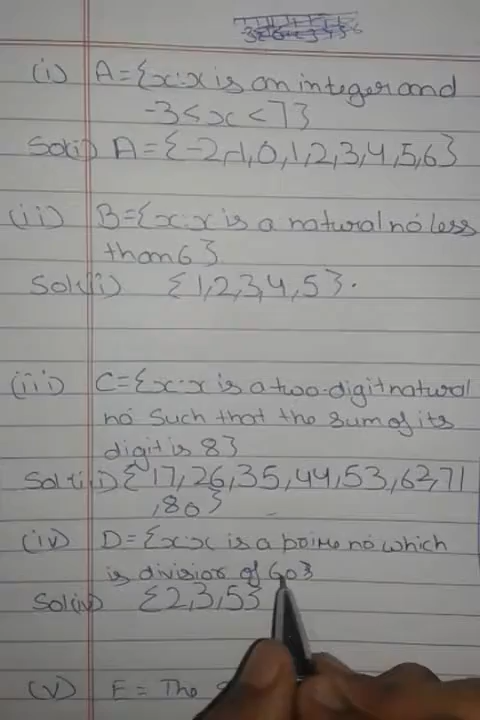 (i) A={x:x is an integer and
-3<x<7}
Sol(i) A={-2,-1,0,1,2,3,4,5,6}
(ii) B={x:x is a natural no less
than 6}
Sol(ii) {1,2,3,4,5}.
(iii) C={x:x is a two-digit natural
no such that the sum of its
digit is 8}
Sol(iii) {17,26,35,44,53,62,71
,80}
(iv) D={x:x is a prime no which
is divisior of 60}
Sol(iv) {2,3,5}
(v) E = The